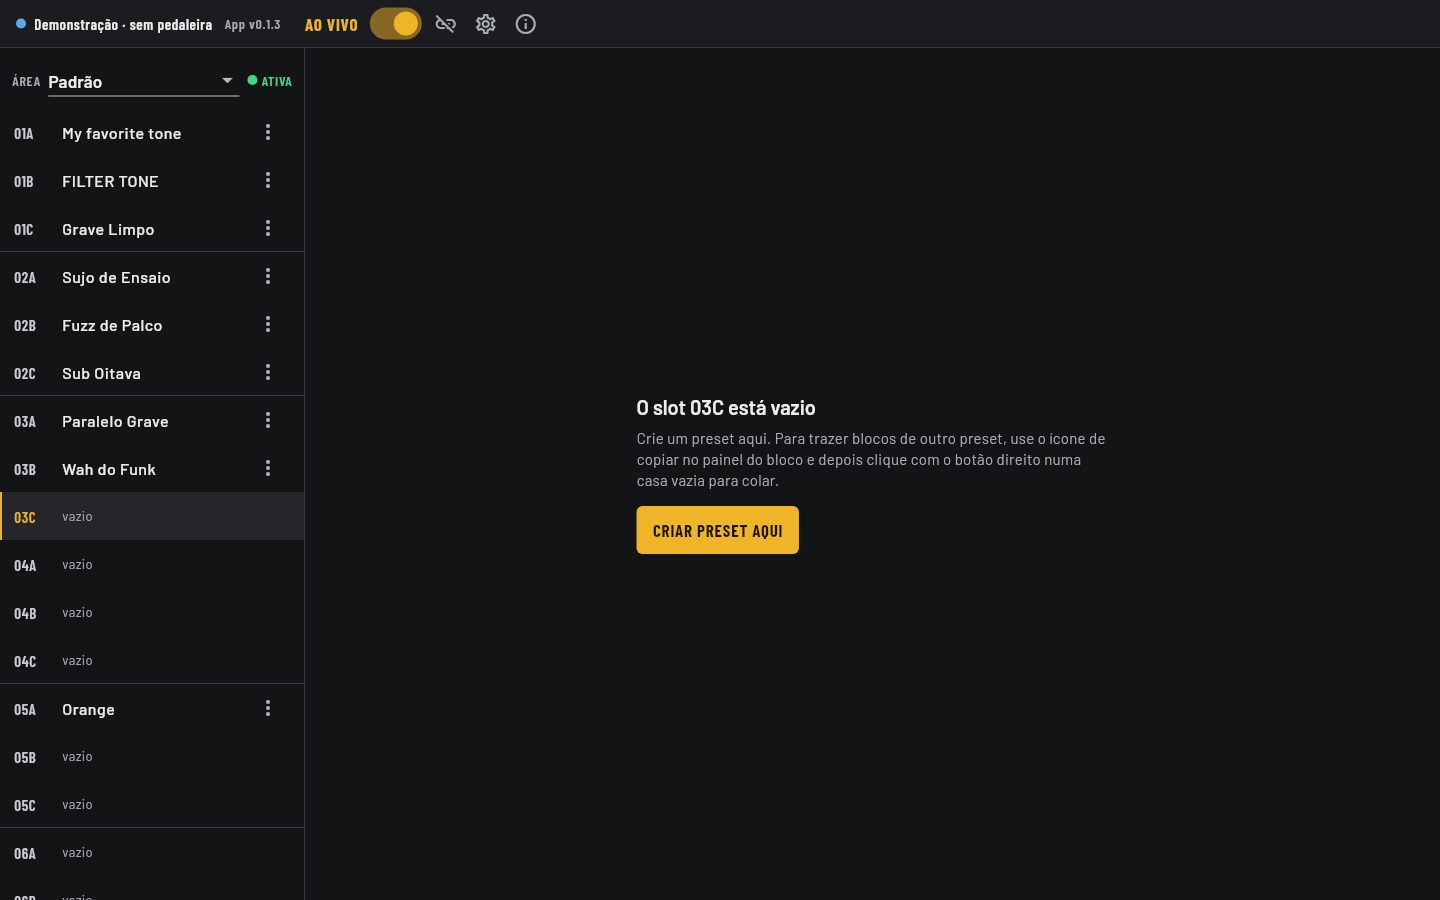 Demonstração · sem pedaleira App v0.1.3 AO VIVO
ÁREA Padrão ATIVA
01A My favorite tone
01B FILTER TONE
01C Grave Limpo
02A Sujo de Ensaio
02B Fuzz de Palco
02C Sub Oitava
03A Paralelo Grave
03B Wah do Funk
03C vazio
04A vazio
04B vazio
04C vazio
05A Orange
05B vazio
05C vazio
06A vazio
O slot 03C está vazio
Crie um preset aqui. Para trazer blocos de outro preset, use o ícone de
copiar no painel do bloco e depois clique com o botão direito numa
casa vazia para colar.
CRIAR PRESET AQUI